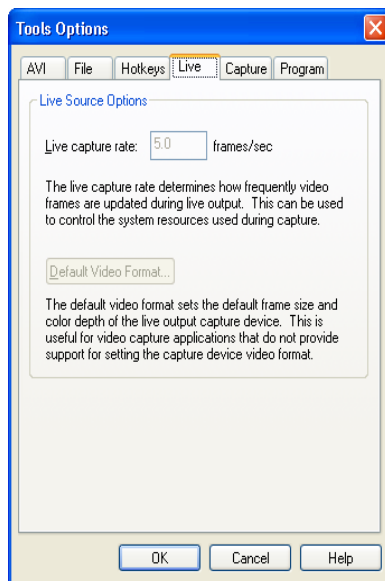 Tools Options
AVI File Hotkeys Live Capture Program
Live Source Options
Live capture rate: 5.0 frames/sec
The live capture rate determines how frequently video
frames are updated during live output. This can be used
to control the system resources used during capture.
Default Video Format...
The default video format sets the default frame size and
color depth of the live output capture device. This is
useful for video capture applications that do not provide
support for setting the capture device video format.
OK Cancel Help